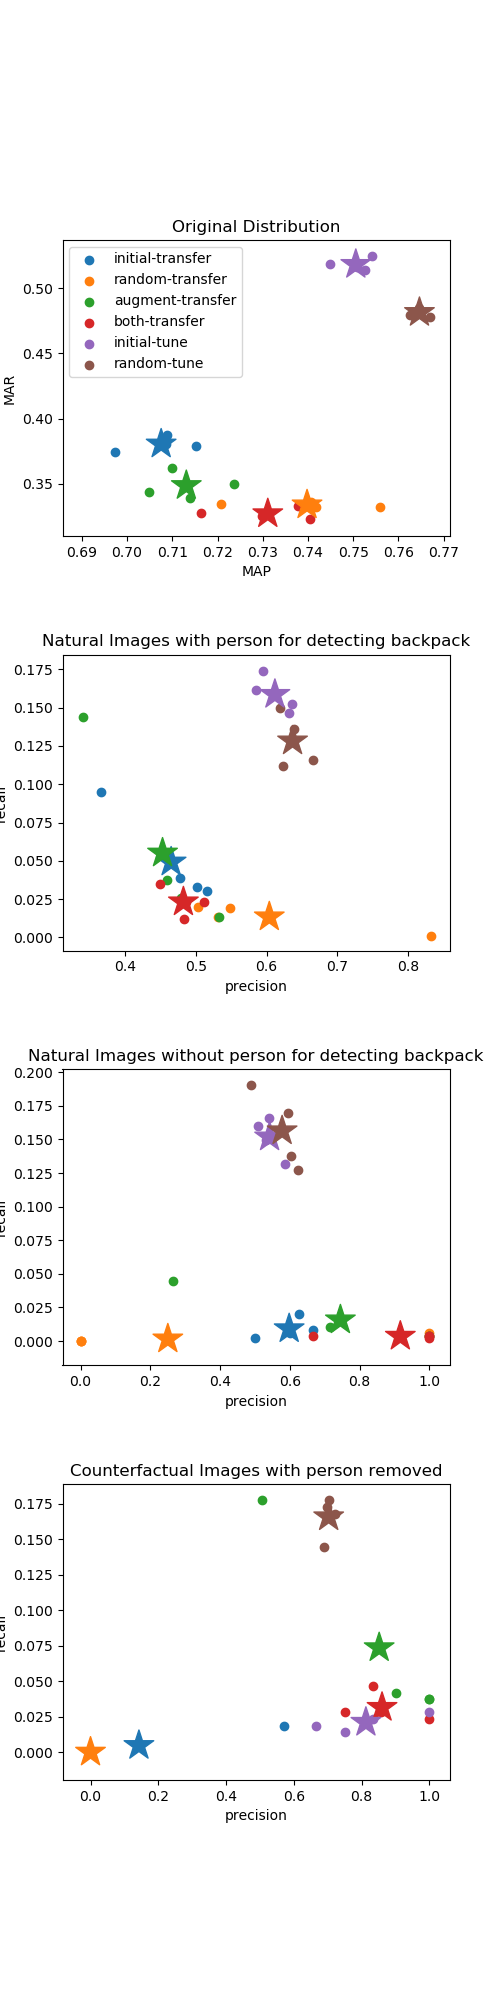 Original Distribution
initial-transfer
random-transfer
augment-transfer
both-transfer
initial-tune
random-tune
0.50
0.45
0.40
0.35
MAR
0.69 0.70 0.71 0.72 0.73 0.74 0.75 0.76 0.77
MAP
Natural Images with person for detecting backpack
0.175
0.150
0.125
0.100
0.075
0.050
0.025
0.000
0.4 0.5 0.6 0.7 0.8
precision
Natural Images without person for detecting backpack
0.200
0.175
0.150
0.125
0.100
0.075
0.050
0.025
0.000
0.0 0.2 0.4 0.6 0.8 1.0
precision
Counterfactual Images with person removed
0.175
0.150
0.125
0.100
0.075
0.050
0.025
0.000
0.0 0.2 0.4 0.6 0.8 1.0
precision